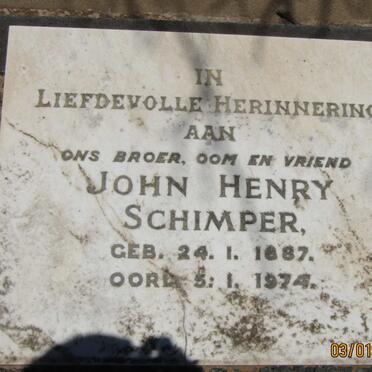 IN
LIEFDEVOLLE HERINNERING
AAN
ONS BROER, OOM EN VRIEND
JOHN HENRY
SCHIMPER,
GEB. 24. 1. 1887.
OORL. 5. 1. 1974.
03/01